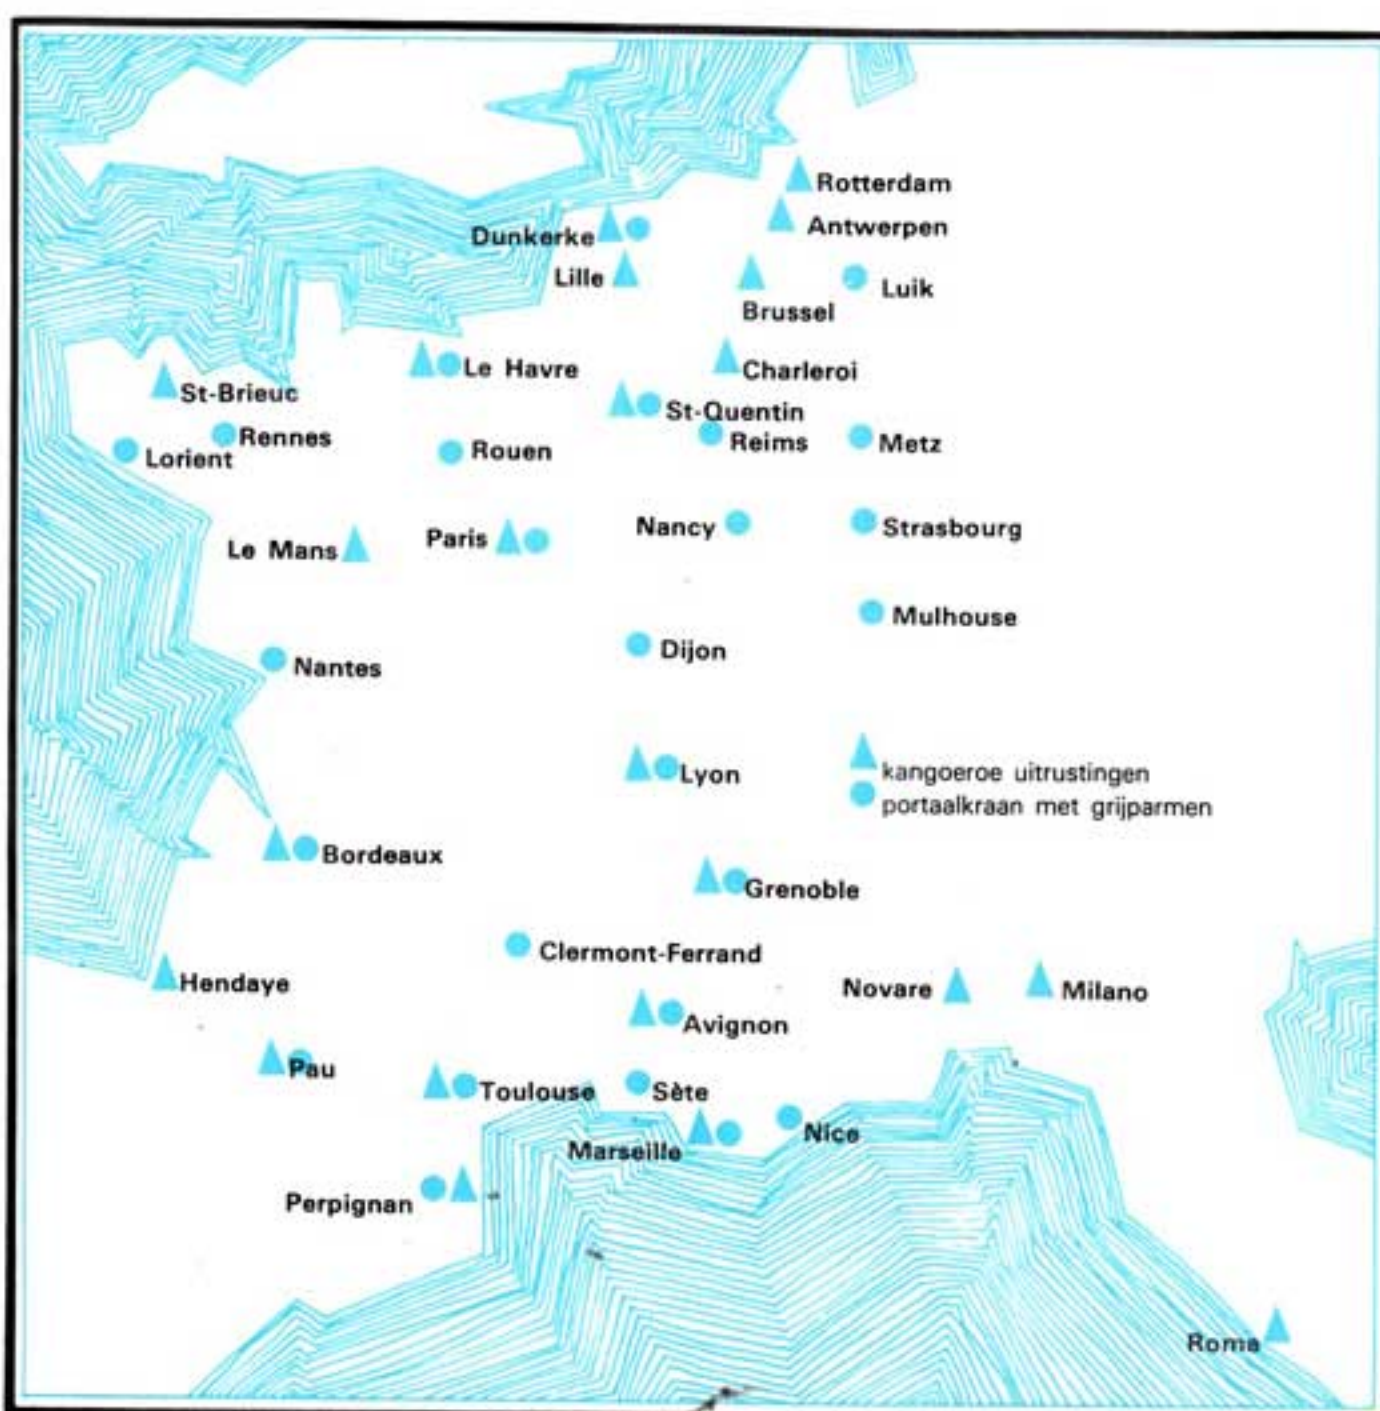 Rotterdam
Antwerpen
Dunkerke
Lille
Luik
Brussel
Le Havre
Charleroi
St-Brieuc
St-Quentin
Rennes
Reims
Metz
Lorient
Rouen
Nancy
Strasbourg
Le Mans
Paris
Mulhouse
Dijon
Nantes
Lyon
kangoeroe uitrustingen
portaalkraan met grijparmen
Bordeaux
Grenoble
Clermont-Ferrand
Hendaye
Novare
Milano
Avignon
Pau
Toulouse
Sète
Nice
Marseille
Perpignan
Roma